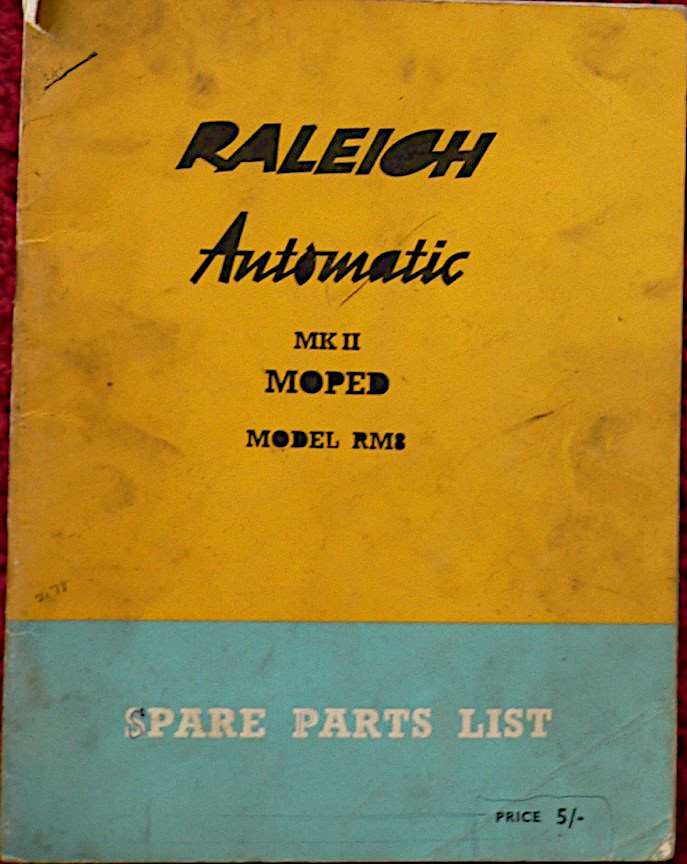 RALEIGH
Automatic
MK II
MOPED
MODEL RM8
SPARE PARTS LIST
PRICE 5/-